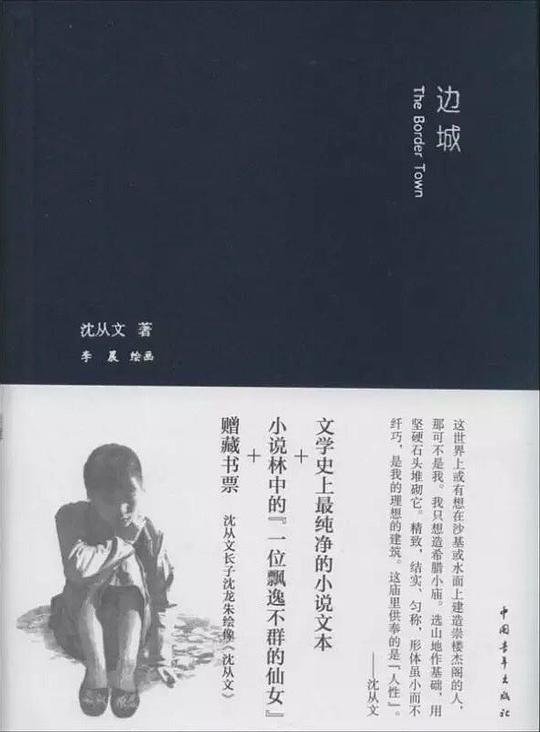 边城
The Border Town
沈从文 著
李晨 绘画
这世界上或有想在沙基或水面上建造崇楼杰阁的人，
那可不是我。我只想造希腊小庙。选山地作基础，用
坚硬石头堆砌它。精致，结实、匀称，形体虽小而不
纤巧，是我的理想的建筑。这庙里供奉的是「人性」。
——沈从文
文学史上最纯净的小说文本
+
小说林中的『一位飘逸不群的仙女』
+
赠藏书票 沈从文长子沈龙朱绘像《沈从文》
中国青年出版社